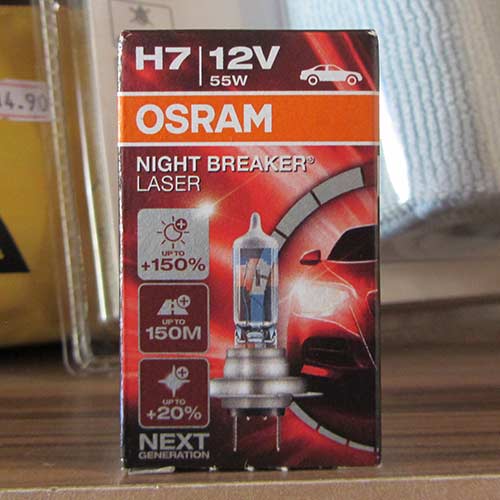 H7 | 12V
55W
OSRAM
NIGHT BREAKER®
LASER
UP TO
+150%
UP TO
150M
UP TO
+20%
NEXT
GENERATION